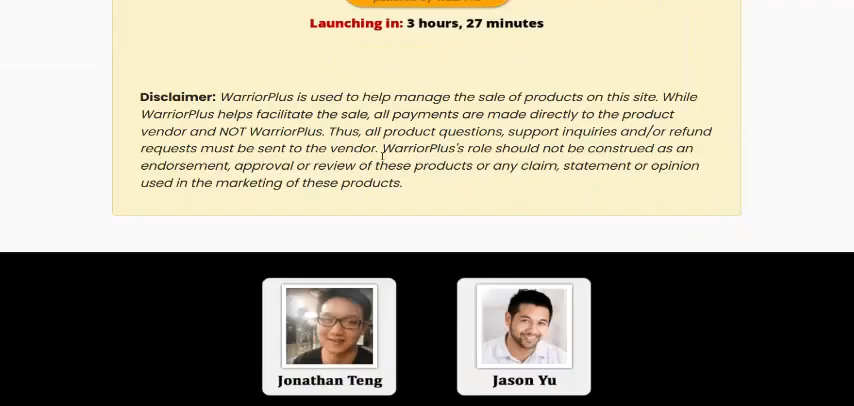 Launching in: 3 hours, 27 minutes
Disclaimer: WarriorPlus is used to help manage the sale of products on this site. While
WarriorPlus helps facilitate the sale, all payments are made directly to the product
vendor and NOT WarriorPlus. Thus, all product questions, support inquiries and/or refund
requests must be sent to the vendor. WarriorPlus's role should not be construed as an
endorsement, approval or review of these products or any claim, statement or opinion
used in the marketing of these products.
Jonathan Teng
Jason Yu